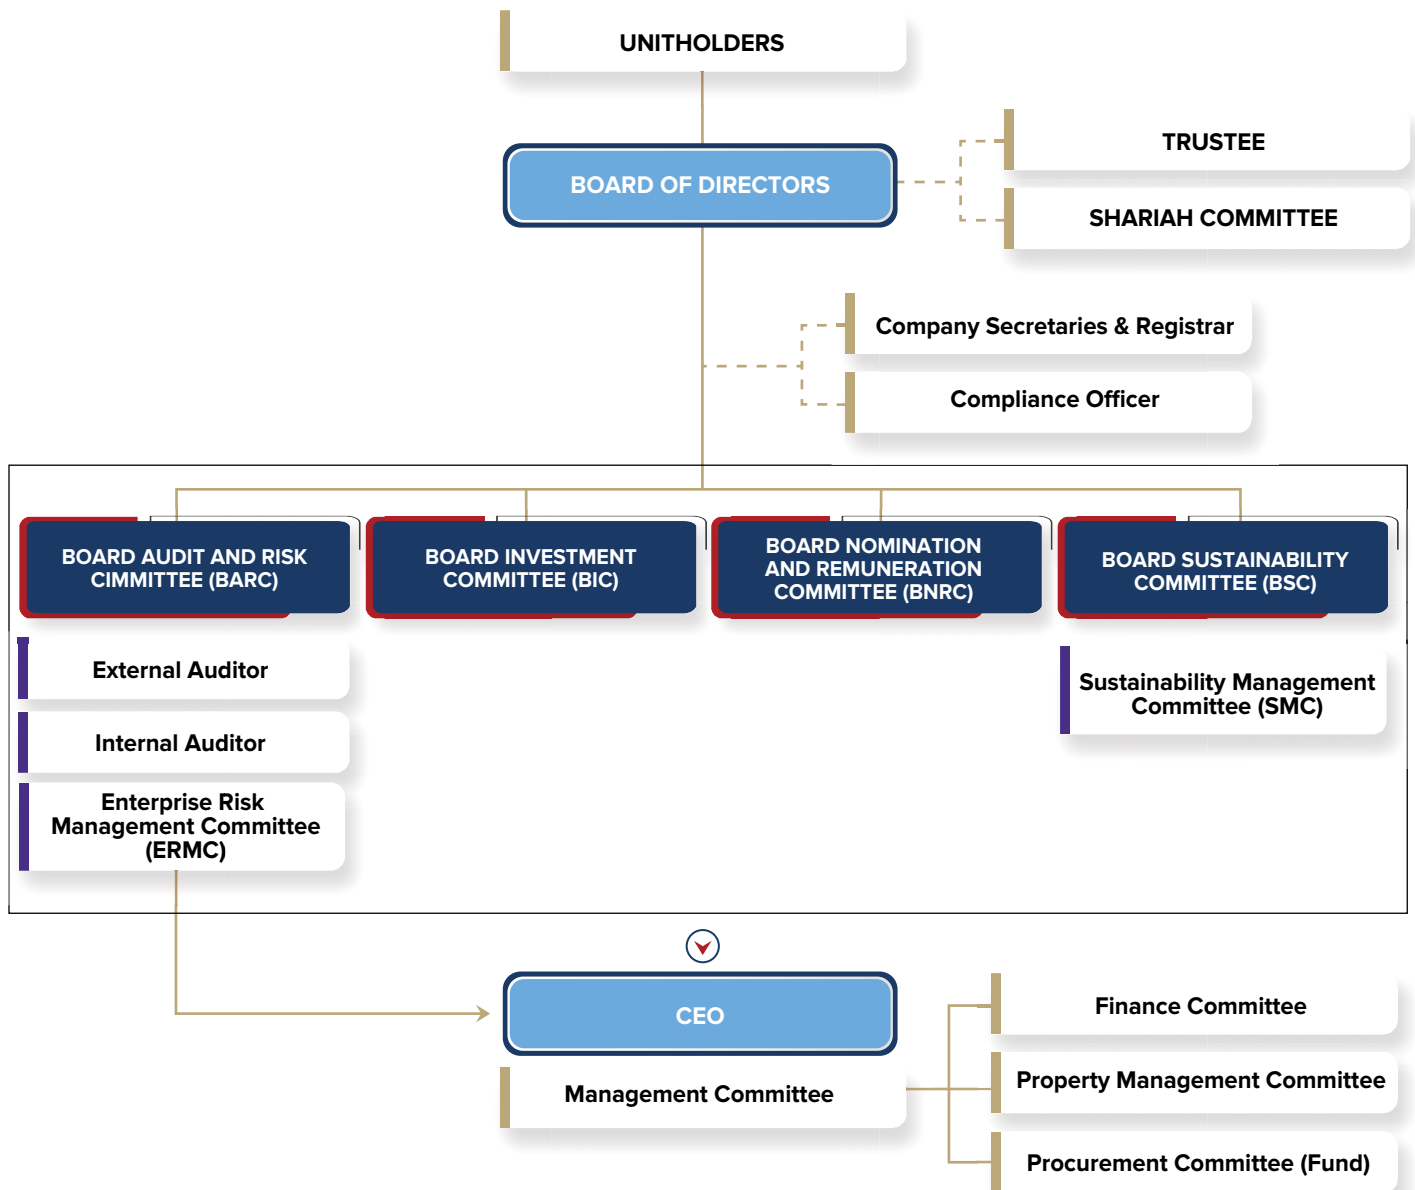 UNITHOLDERS
BOARD OF DIRECTORS
TRUSTEE
SHARIAH COMMITTEE
Company Secretaries & Registrar
Compliance Officer
BOARD AUDIT AND RISK
CIMMITTEE (BARC)
BOARD INVESTMENT
COMMITTEE (BIC)
BOARD NOMINATION
AND REMUNERATION
COMMITTEE (BNRC)
BOARD SUSTAINABILITY
COMMITTEE (BSC)
External Auditor
Internal Auditor
Enterprise Risk
Management Committee
(ERMC)
Sustainability Management
Committee (SMC)
CEO
Management Committee
Finance Committee
Property Management Committee
Procurement Committee (Fund)